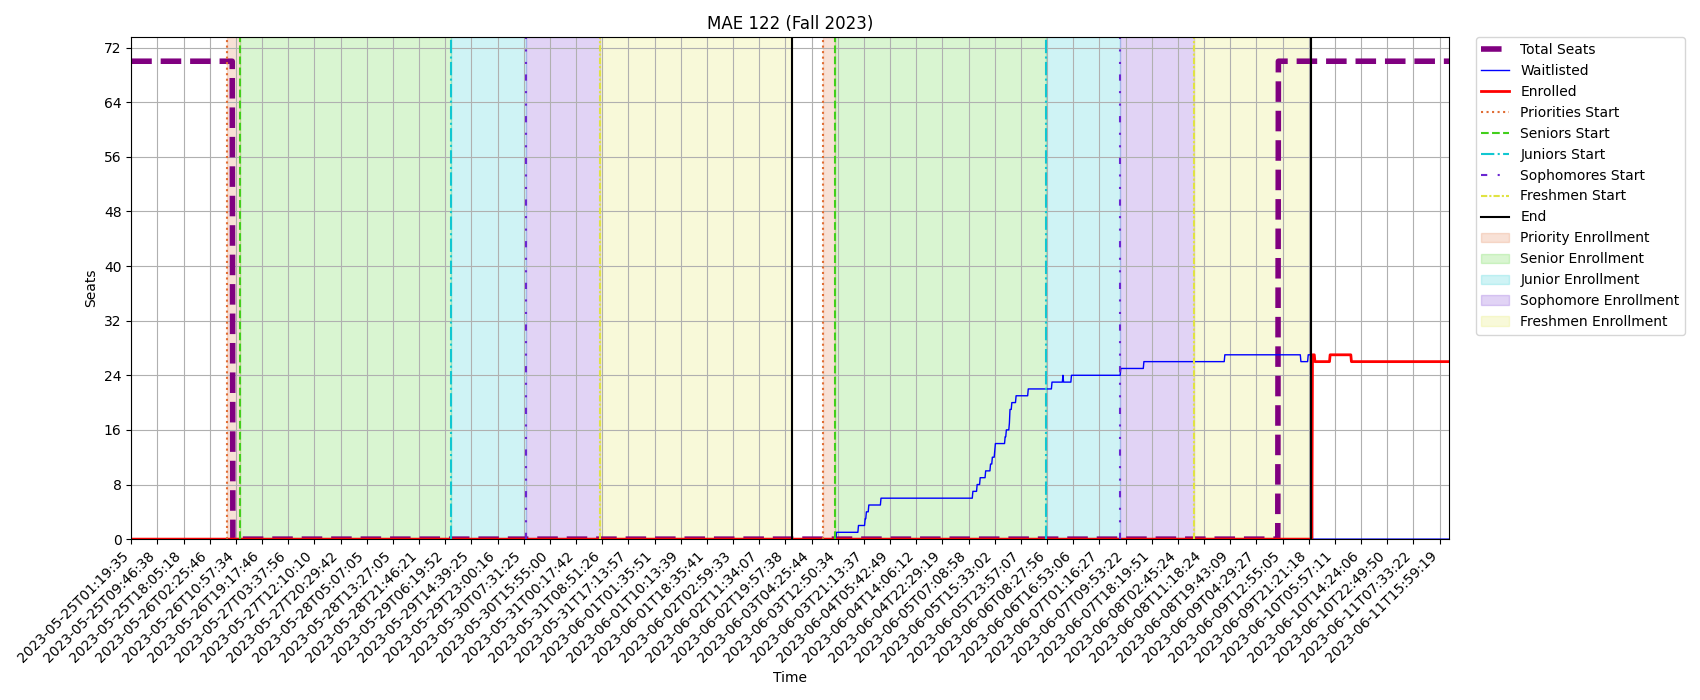 MAE 122 (Fall 2023)
72
64
56
48
40
32
24
16
8
0
Seats
2023-05-25T01:19:35
2023-05-25T09:46:38
2023-05-25T18:05:18
2023-05-26T02:25:46
2023-05-26T10:57:34
2023-05-26T19:17:46
2023-05-27T03:37:56
2023-05-27T12:10:10
2023-05-27T20:29:42
2023-05-28T05:07:05
2023-05-28T13:27:05
2023-05-28T21:46:21
2023-05-29T06:19:52
2023-05-29T14:39:25
2023-05-29T23:00:16
2023-05-30T07:31:25
2023-05-30T15:55:00
2023-05-31T00:17:42
2023-05-31T08:51:26
2023-05-31T17:13:57
2023-06-01T01:35:51
2023-06-01T10:13:39
2023-06-01T18:35:41
2023-06-02T02:59:33
2023-06-02T11:34:07
2023-06-02T19:57:38
2023-06-03T04:25:44
2023-06-03T12:50:34
2023-06-03T21:13:37
2023-06-04T05:42:49
2023-06-04T14:06:12
2023-06-04T22:29:19
2023-06-05T07:08:58
2023-06-05T15:33:02
2023-06-05T23:57:07
2023-06-06T08:27:56
2023-06-06T16:53:06
2023-06-07T01:16:27
2023-06-07T09:53:22
2023-06-07T18:19:51
2023-06-08T02:45:24
2023-06-08T11:18:24
2023-06-08T19:43:09
2023-06-09T04:29:27
2023-06-09T12:55:05
2023-06-09T21:21:18
2023-06-10T05:57:11
2023-06-10T14:24:06
2023-06-10T22:49:50
2023-06-11T07:33:22
2023-06-11T15:59:19
Time
Total Seats
Waitlisted
Enrolled
Priorities Start
Seniors Start
Juniors Start
Sophomores Start
Freshmen Start
End
Priority Enrollment
Senior Enrollment
Junior Enrollment
Sophomore Enrollment
Freshmen Enrollment